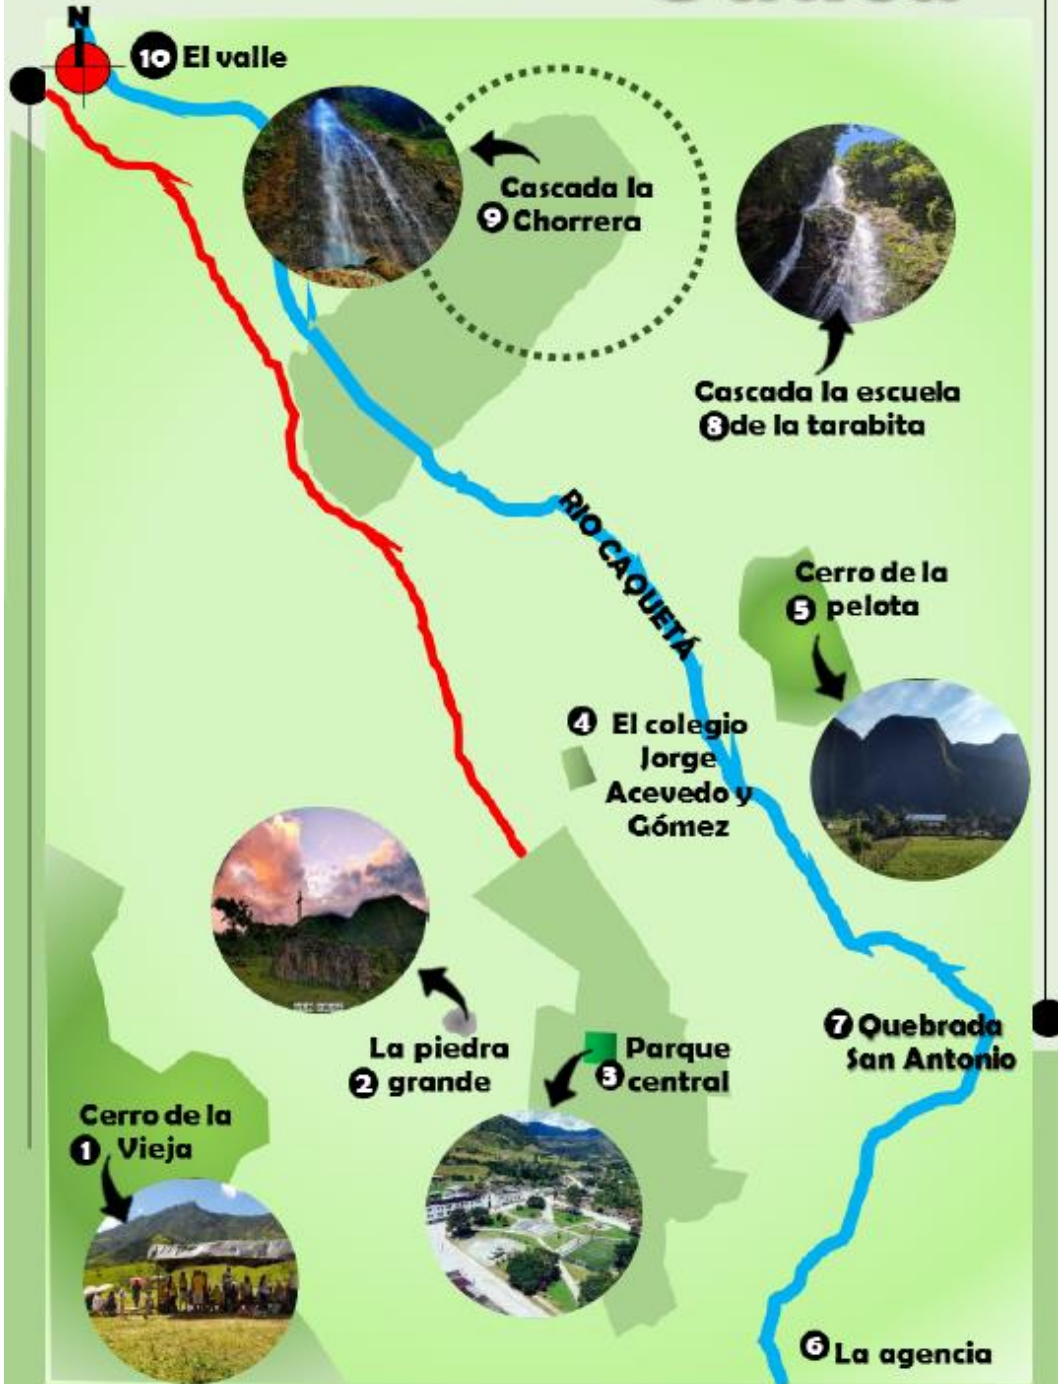 N
10 El valle
Cascada la
9 Chorrera
Cascada la escuela
8 de la tarabita
RIO CAQUETÁ
Cerro de la
5 pelota
4 El colegio
Jorge
Acevedo y
Gómez
La piedra
2 grande
Parque
3 central
7 Quebrada
San Antonio
Cerro de la
1 Vieja
6 La agencia